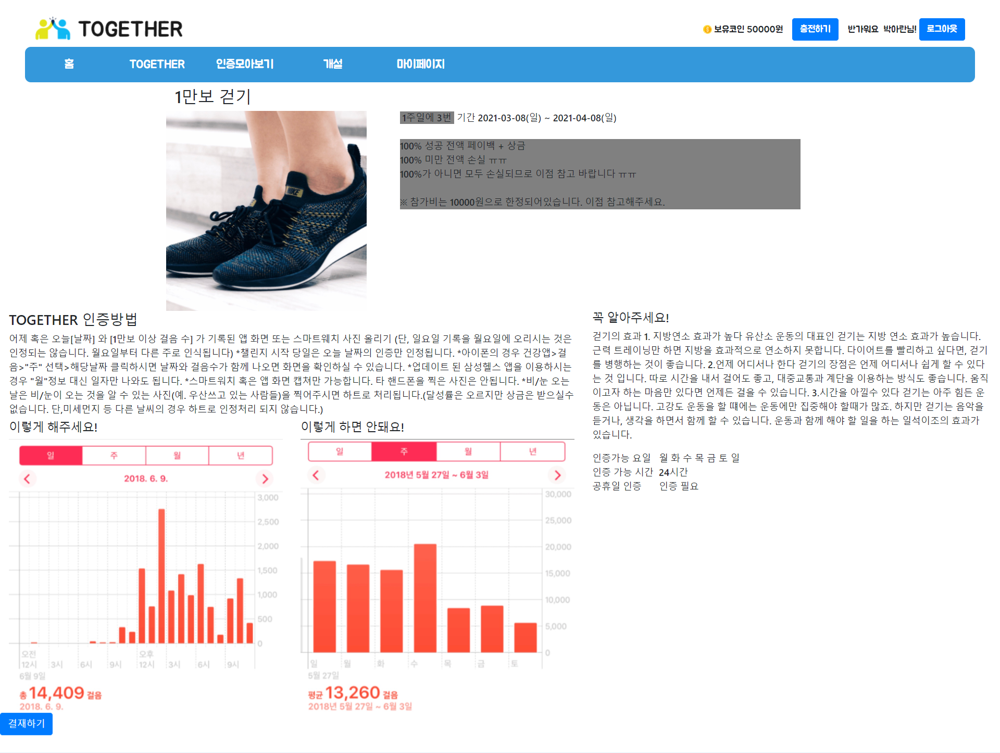 TOGETHER
보유코인 50000원 충전하기 반가워요 박아란님! 로그아웃
홈 TOGETHER 인증모아보기 개설 마이페이지
1만보 걷기
NIKE
1주일에 3번 기간 2021-03-08(일) ~ 2021-04-08(일)
100% 성공 전액 페이백 + 상금
100% 미만 전액 손실 ㅠㅠ
100%가 아니면 모두 손실되므로 이점 참고 바랍니다 ㅠㅠ
※ 참가비는 10000원으로 한정되어있습니다. 이점 참고해주세요.
TOGETHER 인증방법
어제 혹은 오늘[날짜] 와 [1만보 이상 걸음 수] 가 기록된 앱 화면 또는 스마트워치 사진 올리기 (단, 일요일 기록을 월요일에 오리시는 것은
인정되는 않습니다. 월요일부터 다른 주로 인식됩니다) *챌린지 시작 당일은 오늘 날짜의 인증만 인정됩니다. *아이폰의 경우 건강앱>걸
음>"주" 선택>해당날짜 클릭하시면 날짜와 걸음수가 함께 나오면 화면을 확인하실 수 있습니다. *업데이트 된 삼성헬스 앱을 이용하시는
경우 "월"정보 대신 일자만 나와도 됩니다. *스마트워치 혹은 앱 화면 캡쳐만 가능합니다. 타 핸드폰을 찍은 사진은 안됩니다. *비/눈 오는
날은 비/눈이 오는 것을 알 수 있는 사진(예. 우산쓰고 있는 사람들)을 찍어주시면 하트로 처리됩니다.(달성률은 오르지만 상금은 받으실수
없습니다. 단,미세먼지 등 다른 날씨의 경우 하트로 인정처리 되지 않습니다.)
이렇게 해주세요!
일 주 월 년
2018. 6. 9.
3,000
2,500
2,000
1,500
1,000
500
0
오전 오후
12시 3시 6시 9시 12시 3시 6시 9시
6월 9일
총 14,409 걸음
2018. 6. 9.
이렇게 하면 안돼요!
일 주 월 년
2018년 5월 27일 ~ 6월 3일
30,000
25,000
20,000
15,000
10,000
5,000
0
일 월 화 수 목 금 토
5월 27일
평균 13,260 걸음
2018년 5월 27일 ~ 6월 3일
꼭 알아주세요!
걷기의 효과 1. 지방연소 효과가 높다 유산소 운동의 대표인 걷기는 지방 연소 효과가 높습니다.
근력 트레이닝만 하면 지방을 효과적으로 연소하지 못합니다. 다이어트를 빨리하고 싶다면, 걷기
를 병행하는 것이 좋습니다. 2.언제 어디서나 한다 걷기의 장점은 언제 어디서나 쉽게 할 수 있다
는 것 입니다. 따로 시간을 내서 걸어도 좋고, 대중교통과 계단을 이용하는 방식도 좋습니다. 움직
이고자 하는 마음만 있다면 언제든 걸을 수 있습니다. 3.시간을 아낄수 있다 걷기는 아주 힘든 운
동은 아닙니다. 고강도 운동을 할 떄에는 운동에만 집중해야 할때가 많죠. 하지만 걷기는 음악을
듣거나, 생각을 하면서 함께 할 수 있습니다. 운동과 함께 해야 할 일을 하는 일석이조의 효과가
있습니다.
인증가능 요일 월 화 수 목 금 토 일
인증 가능 시간 24시간
공휴일 인증 인증 필요
결재하기